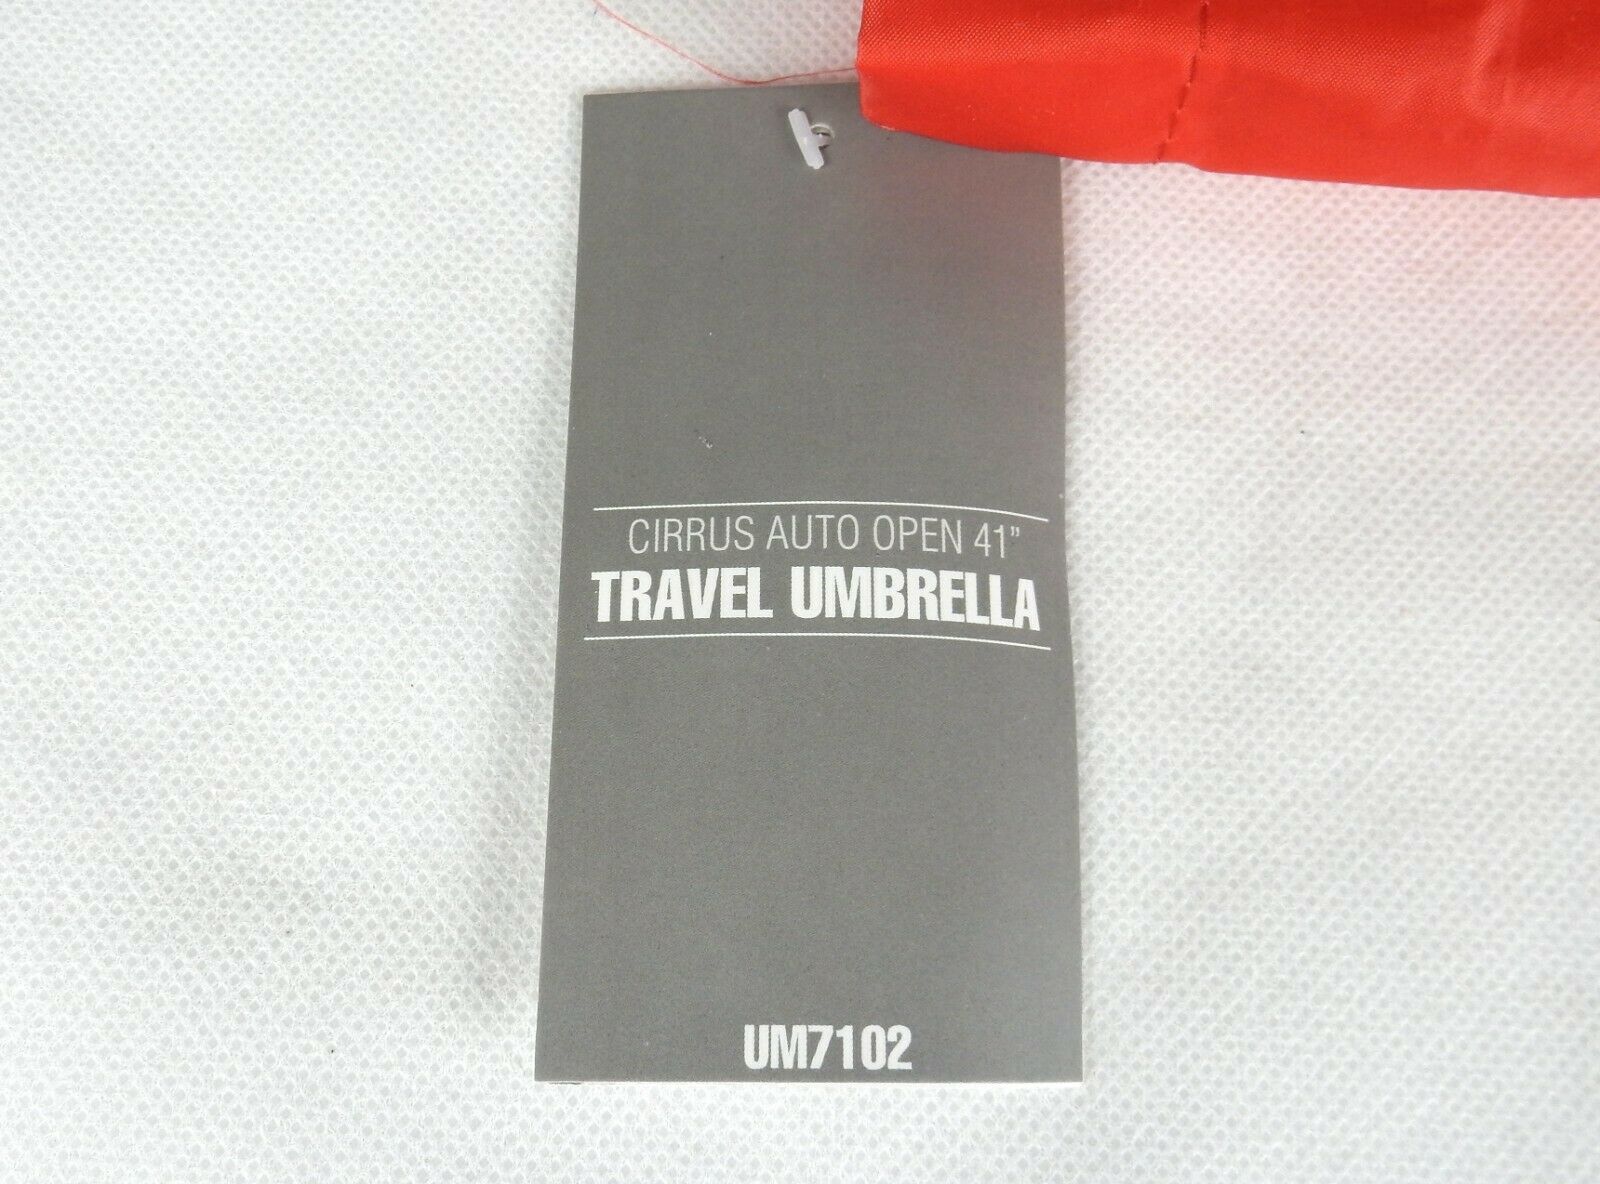 CIRRUS AUTO OPEN 41”
TRAVEL UMBRELLA
UM7102